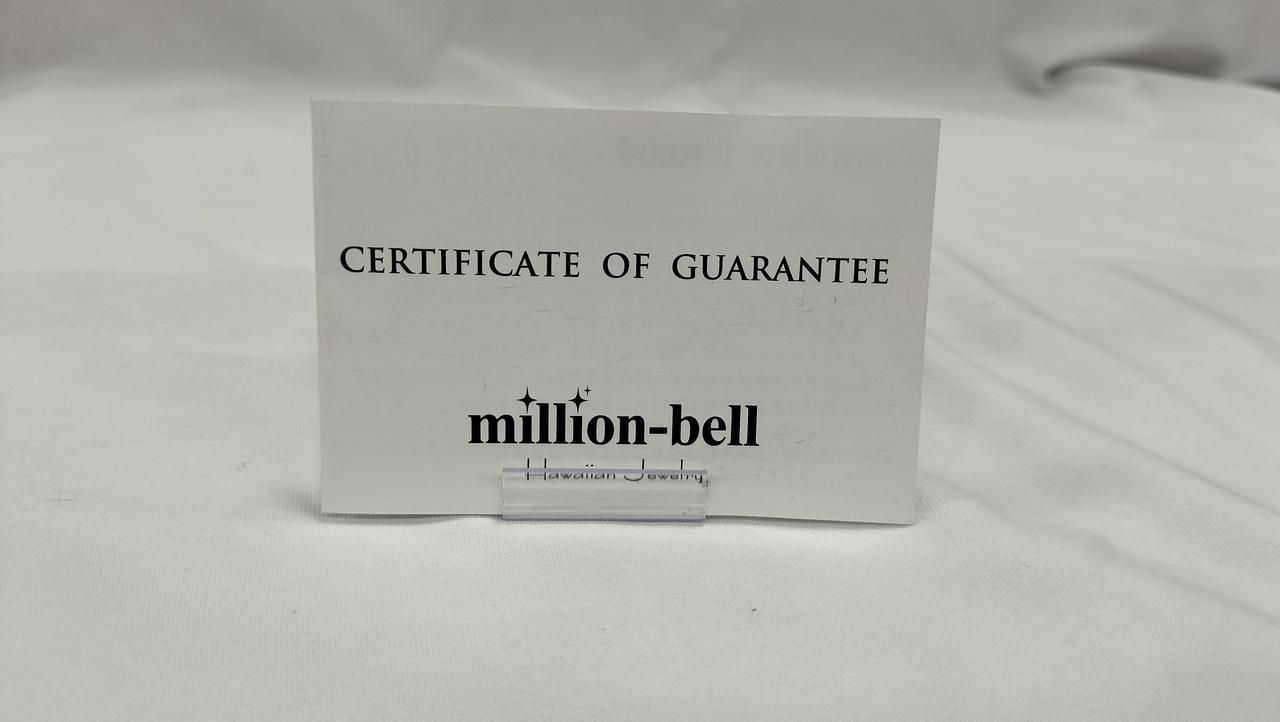 CERTIFICATE OF GUARANTEE
million-bell
Hawaiian Jewelry